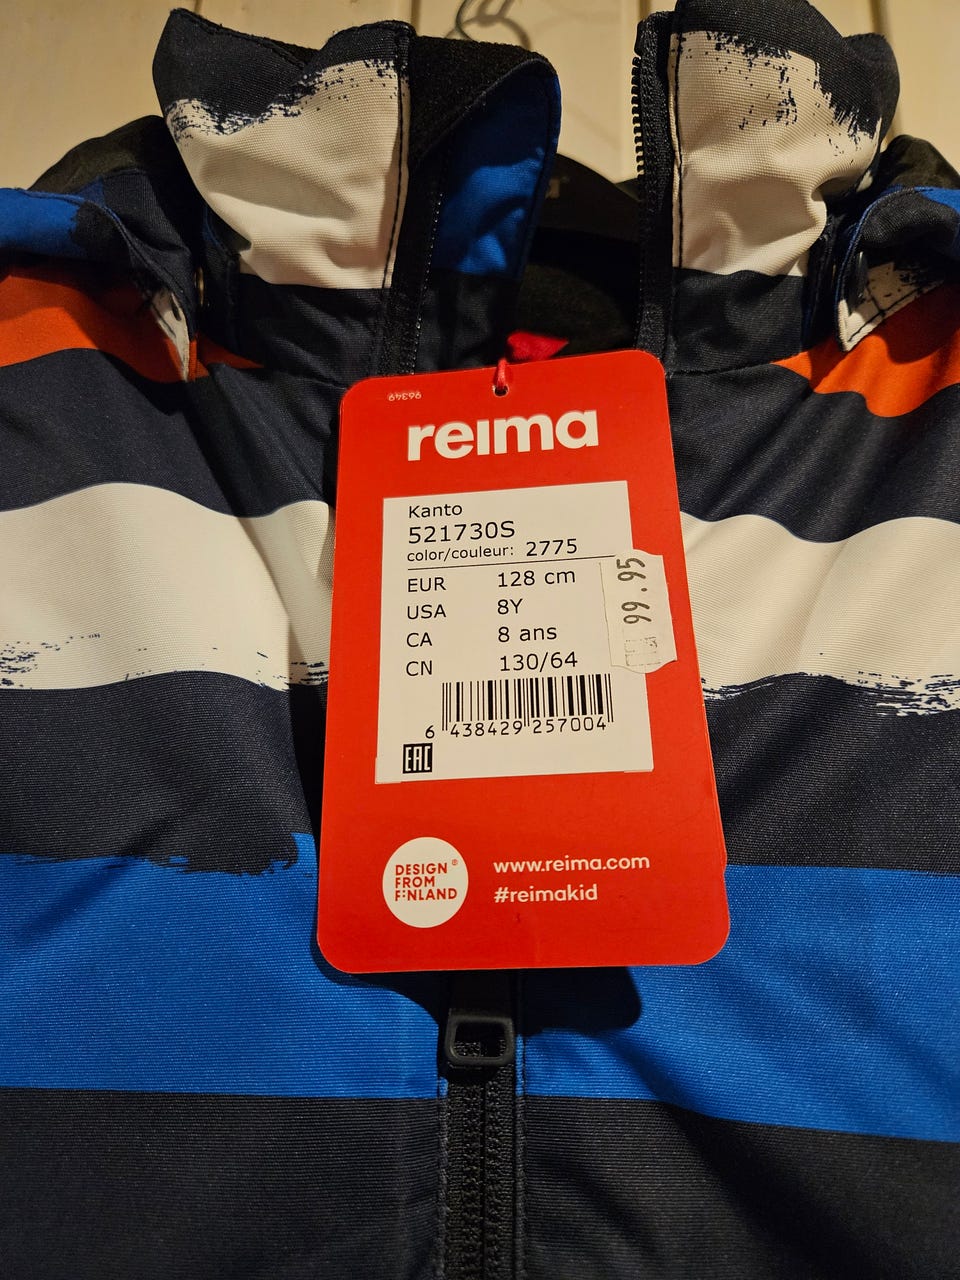 96349
reima
Kanto
521730S
color/couleur: 2775
EUR 128 cm
USA 8Y
CA 8 ans
CN 130/64
99.95
6 438429 257004
EAC
DESIGN ®
FROM
FINLAND
www.reima.com
#reimakid